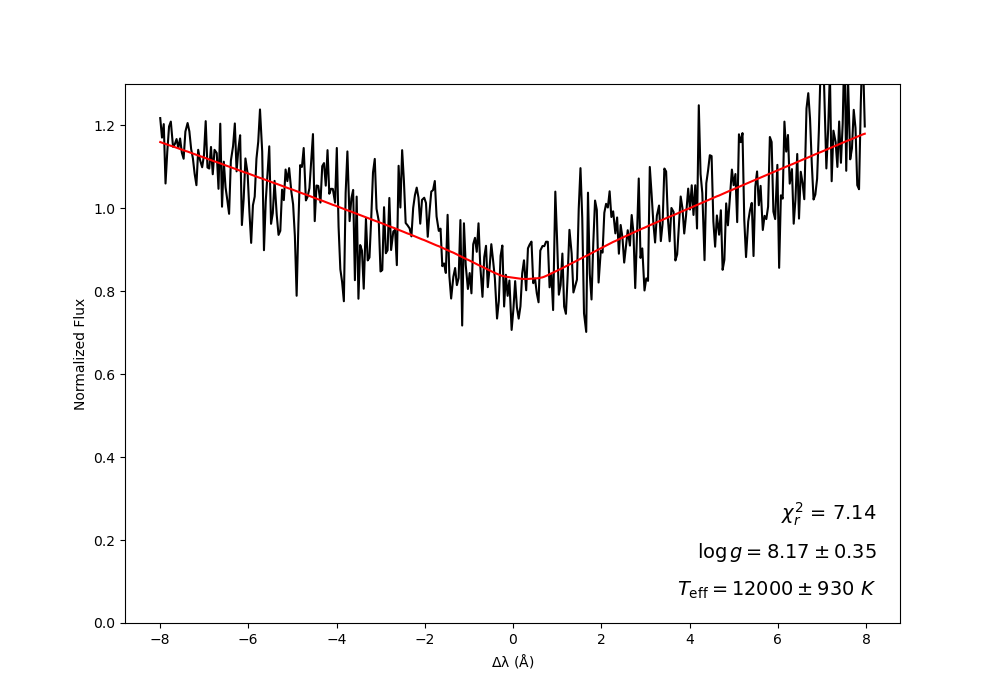 1.2
1.0
0.8
0.6
0.4
0.2
0.0
Normalized Flux
χ²ᵣ = 7.14
log g = 8.17 ± 0.35
T_eff = 12000 ± 930 K
−8 −6 −4 −2 0 2 4 6 8
Δλ (Å)